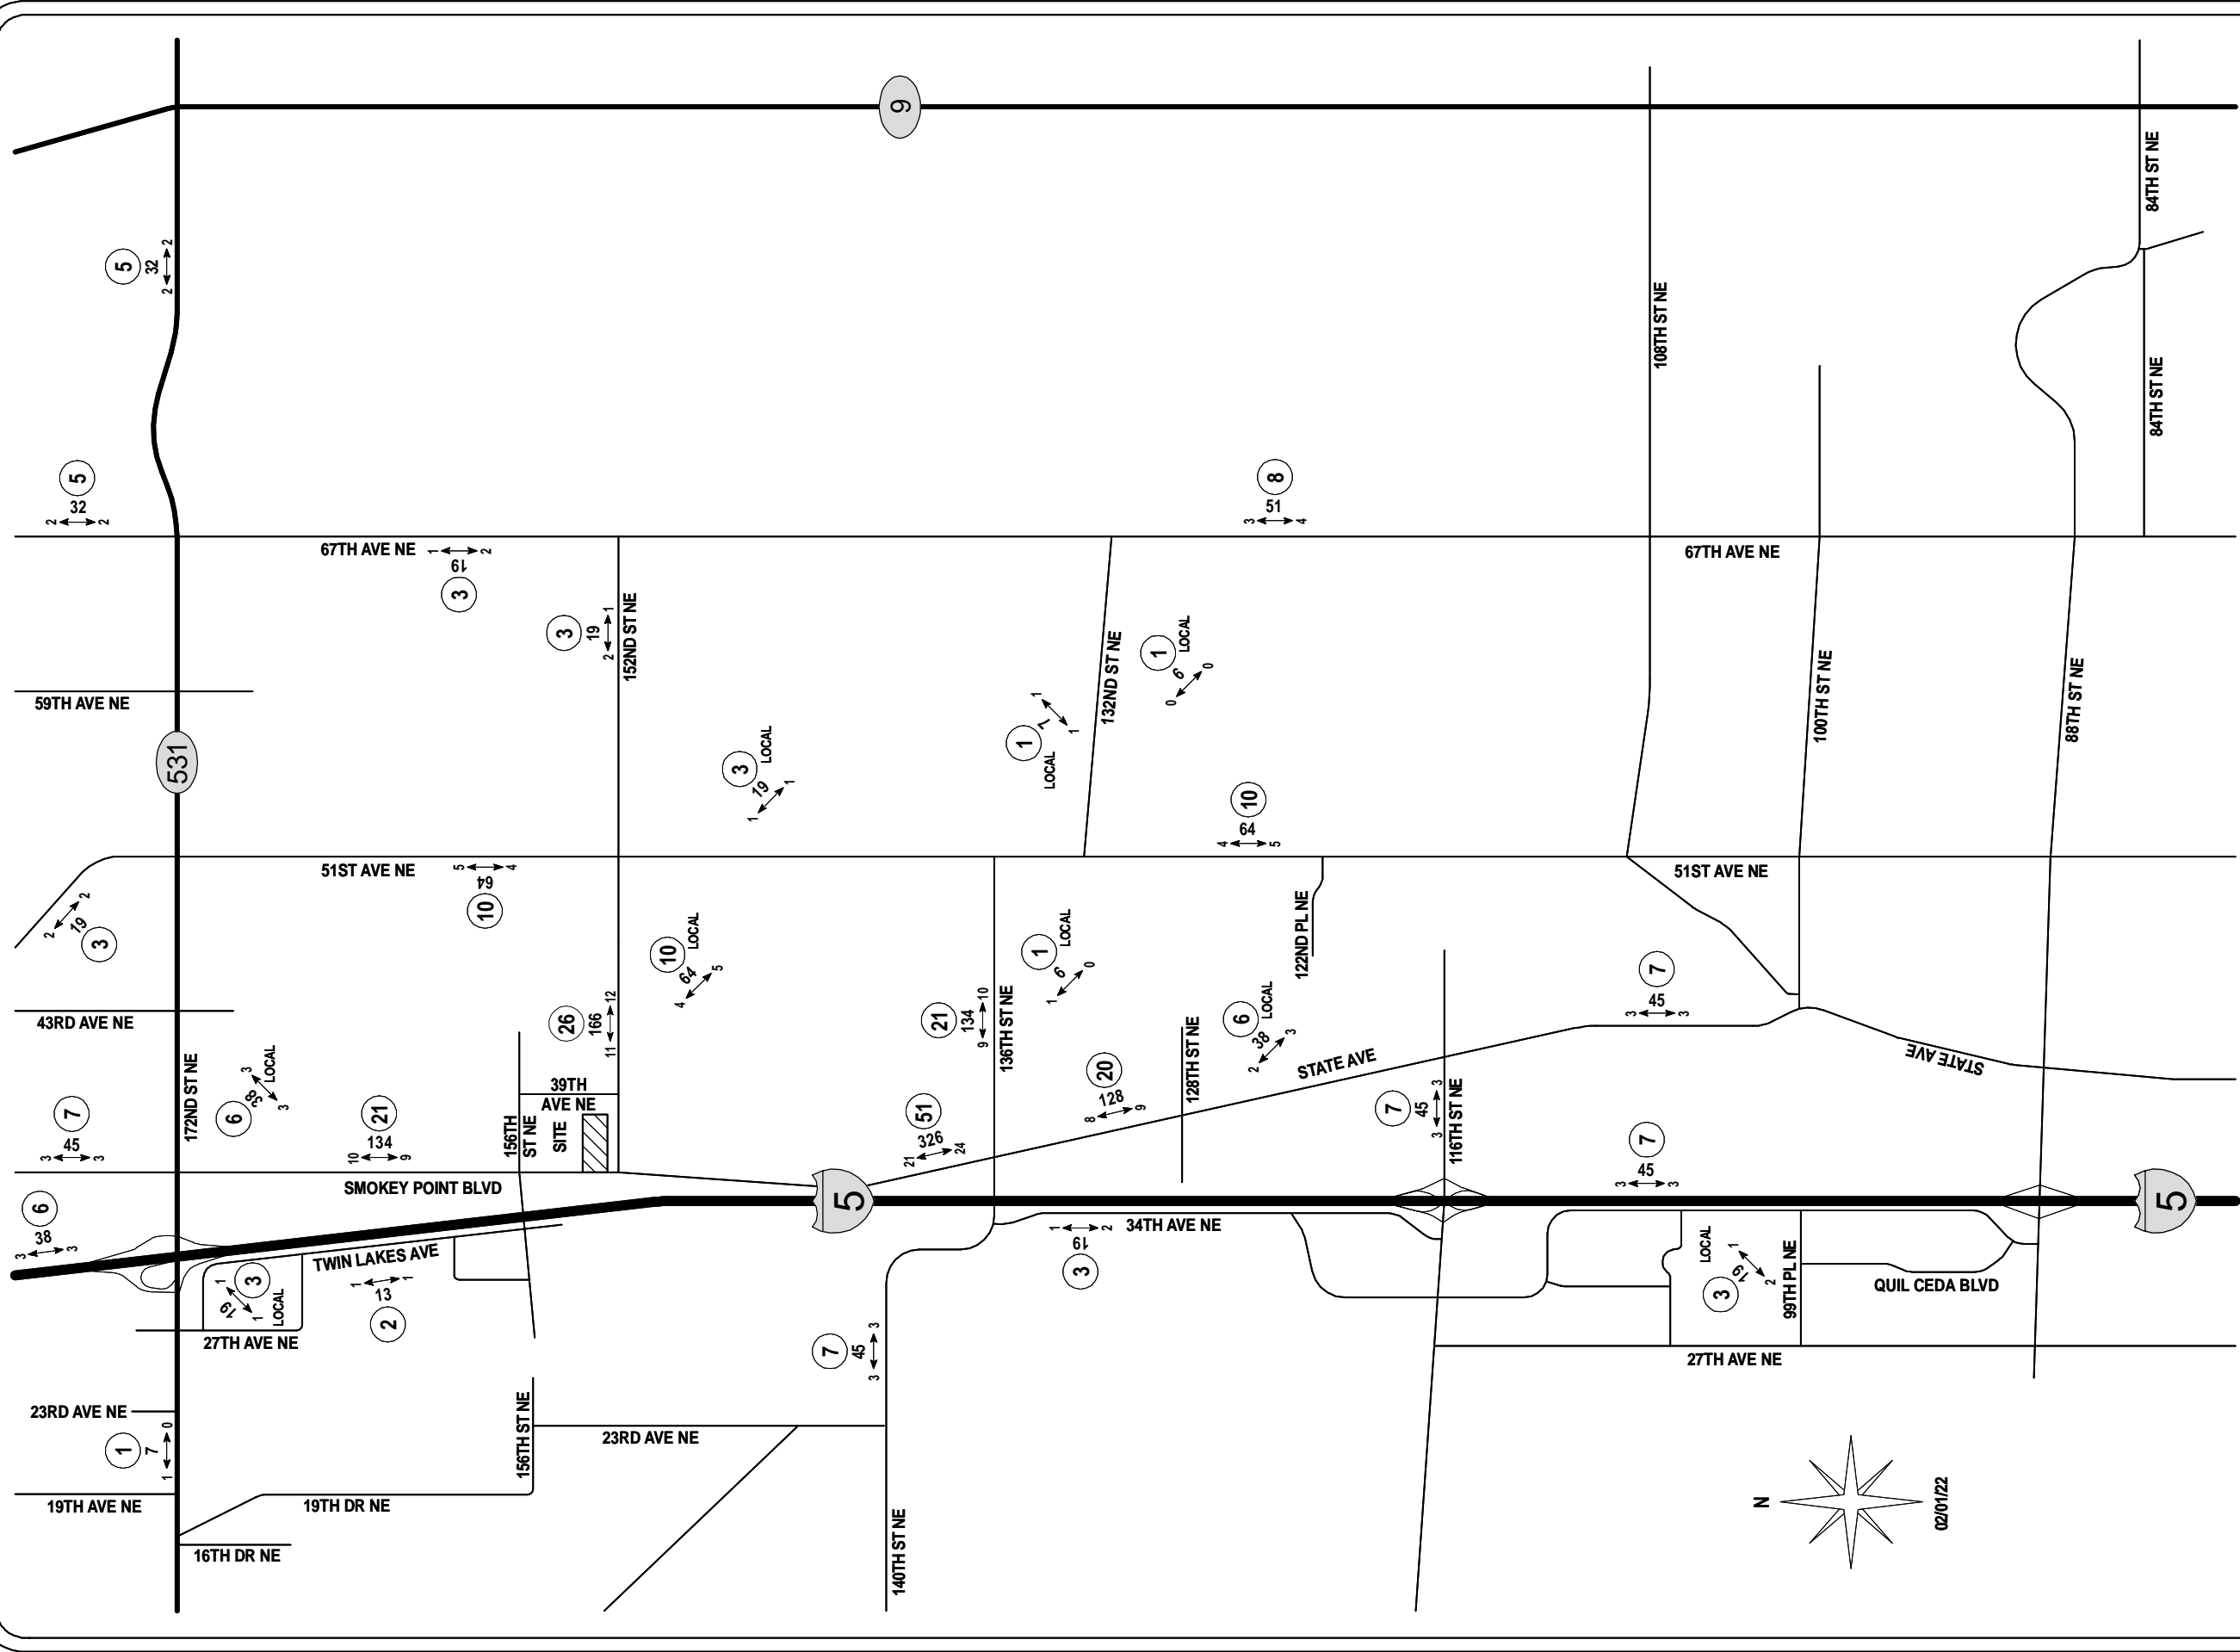 9
84TH ST NE
5
32
2
2
108TH ST NE
84TH ST NE
5
32
2
2
8
51
3
4
67TH AVE NE
1
2
19
3
67TH AVE NE
3
19
2
1
152ND ST NE
1
LOCAL
6
0
0
132ND ST NE
59TH AVE NE
531
3
LOCAL
19
1
1
1
LOCAL
7
1
1
100TH ST NE
88TH ST NE
10
64
4
5
51ST AVE NE
5
4
64
10
51ST AVE NE
2
2
19
3
10
LOCAL
64
4
5
1
LOCAL
6
1
0
122ND PL NE
7
45
3
3
43RD AVE NE
26
166
11
12
21
134
9
10
136TH ST NE
6
LOCAL
38
2
3
128TH ST NE
STATE AVE
STATE AVE
172ND ST NE
3
LOCAL
38
3
6
39TH
AVE NE
156TH
ST NE
SITE
20
128
8
9
7
45
3
3
116TH ST NE
7
45
3
3
21
134
10
9
51
326
21
24
7
45
3
3
SMOKEY POINT BLVD
5
5
6
38
3
3
TWIN LAKES AVE
34TH AVE NE
1
2
19
3
1
3
19
1
LOCAL
1
1
13
2
LOCAL
1
19
2
3
99TH PL NE
QUIL CEDA BLVD
27TH AVE NE
7
45
3
3
27TH AVE NE
23RD AVE NE
1
7
1
0
156TH ST NE
23RD AVE NE
19TH AVE NE
19TH DR NE
N
02/01/22
16TH DR NE
140TH ST NE